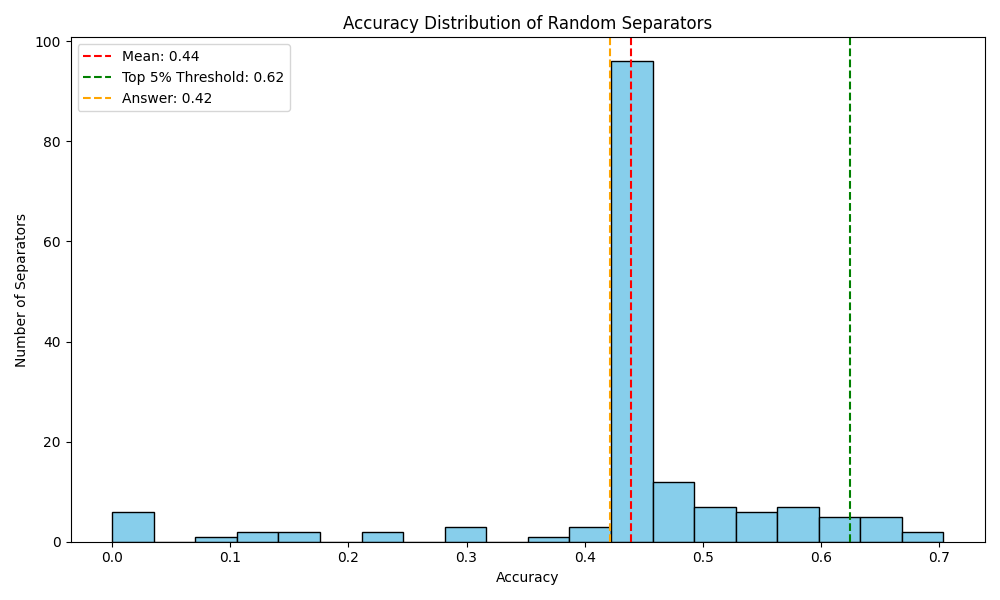 Accuracy Distribution of Random Separators
Mean: 0.44
Top 5% Threshold: 0.62
Answer: 0.42
100
80
60
40
20
0
Number of Separators
0.0 0.1 0.2 0.3 0.4 0.5 0.6 0.7
Accuracy